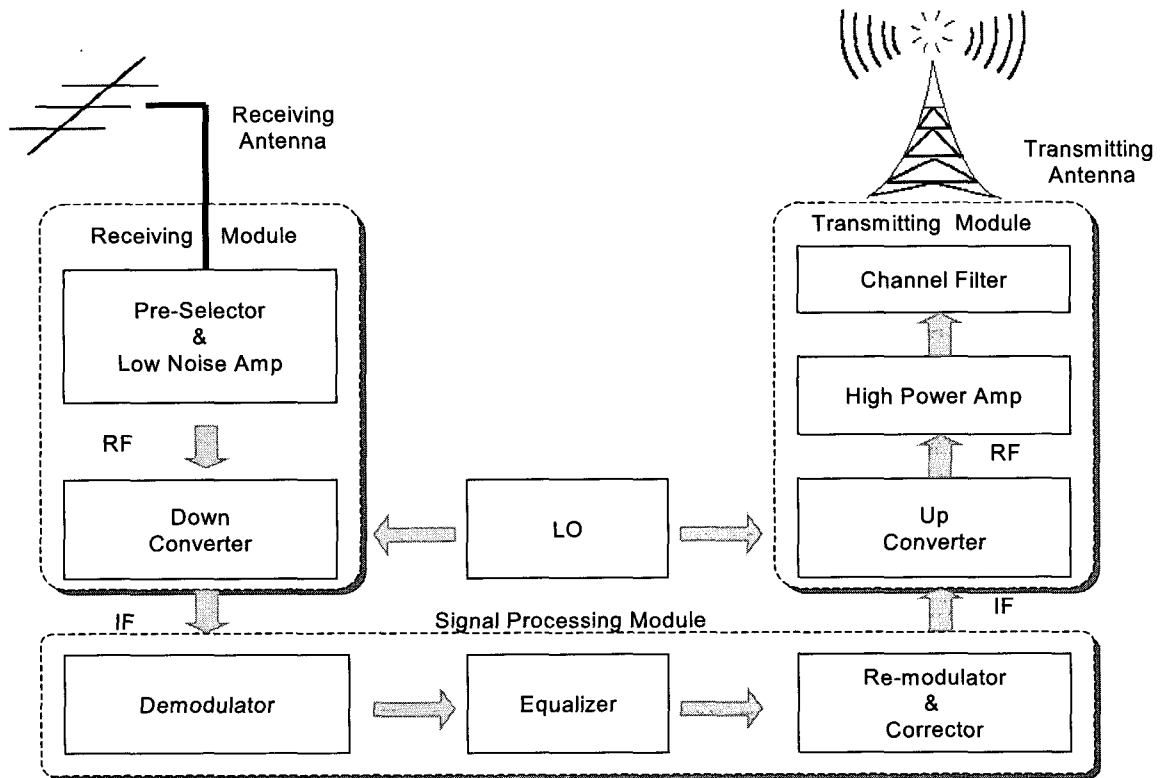 Receiving
Antenna
Transmitting
Antenna
Receiving Module
Transmitting Module
Pre-Selector
&
Low Noise Amp
Channel Filter
High Power Amp
RF
RF
Down
Converter
LO
Up
Converter
IF
IF
Signal Processing Module
Demodulator
Equalizer
Re-modulator
&
Corrector